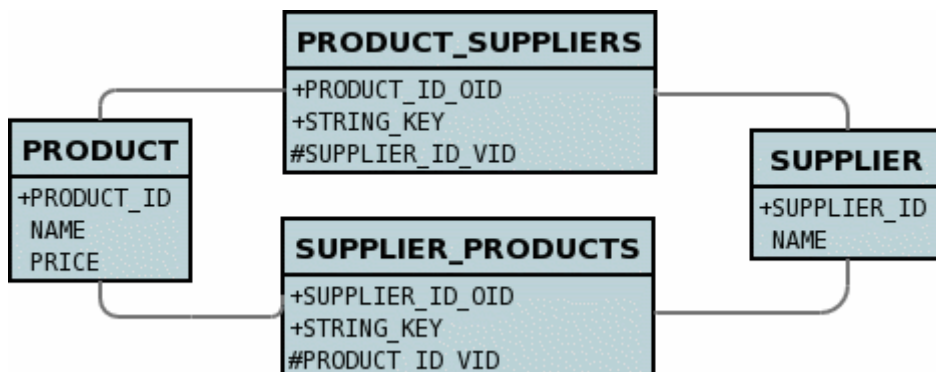 PRODUCT_SUPPLIERS
+PRODUCT_ID_OID
+STRING_KEY
#SUPPLIER_ID_VID
PRODUCT
+PRODUCT_ID
NAME
PRICE
SUPPLIER
+SUPPLIER_ID
NAME
SUPPLIER_PRODUCTS
+SUPPLIER_ID_OID
+STRING_KEY
#PRODUCT_ID_VID